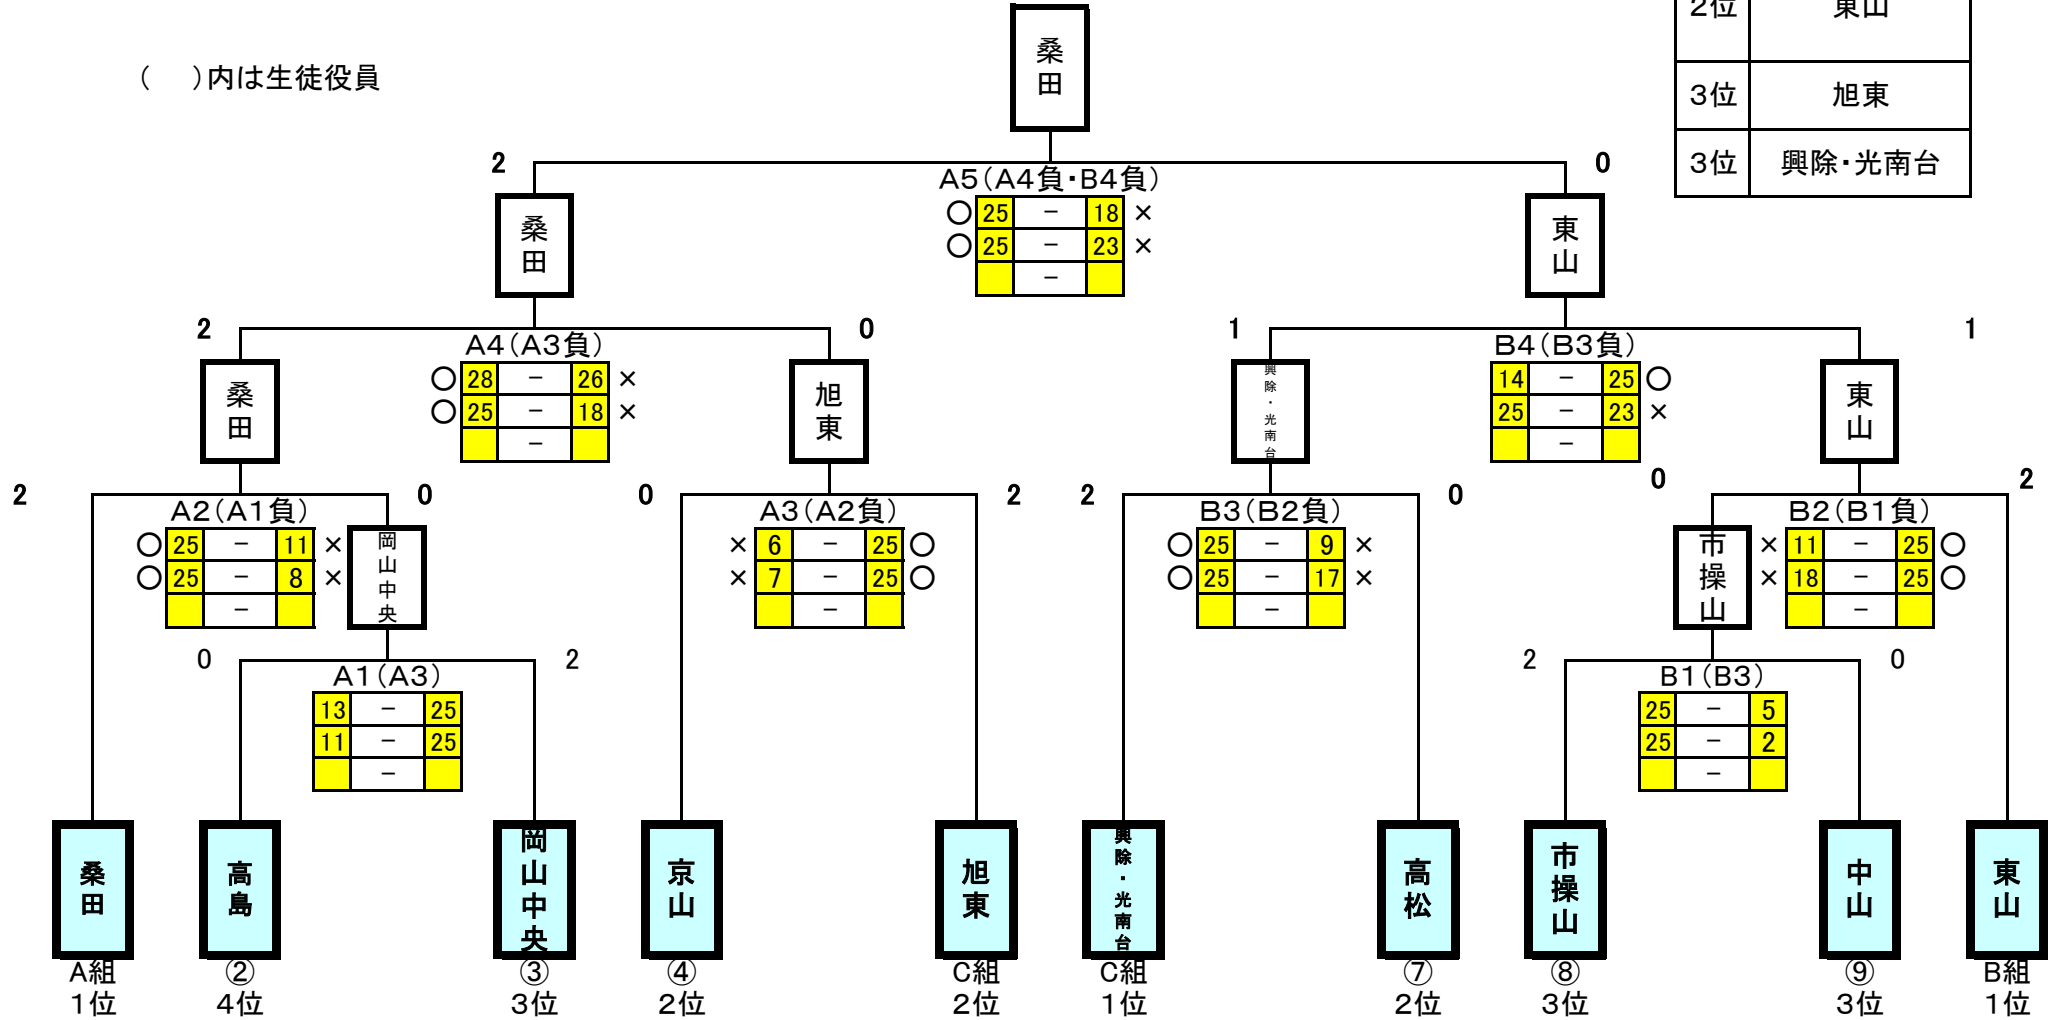 2位 東山
桑田
( )内は生徒役員
3位 旭東
3位 興除・光南台
2 0
A5(A4負・B4負)
○ 25 － 18 ×
○ 25 － 23 ×
－
桑田 東山
2 0 1 1
A4(A3負) B4(B3負)
○ 28 － 26 × 14 － 25 ○
○ 25 － 18 × 25 － 23 ×
－ －
桑田 旭東 興除・光南台 東山
2 0 0 2 2 0 0 2
A2(A1負) A3(A2負) B3(B2負) B2(B1負)
○ 25 － 11 × × 6 － 25 ○ ○ 25 － 9 × × 11 － 25 ○
○ 25 － 8 × × 7 － 25 ○ ○ 25 － 17 × × 18 － 25 ○
－ － － －
岡山中央 市操山
0 2 2 0
A1(A3) B1(B3)
13 － 25 25 － 5
11 － 25 25 － 2
－ －
桑田 高島 岡山中央 京山 旭東 興除・光南台 高松 市操山 中山 東山
A組 ② ③ ④ C組 C組 ⑦ ⑧ ⑨ B組
1位 4位 3位 2位 2位 1位 2位 3位 3位 1位